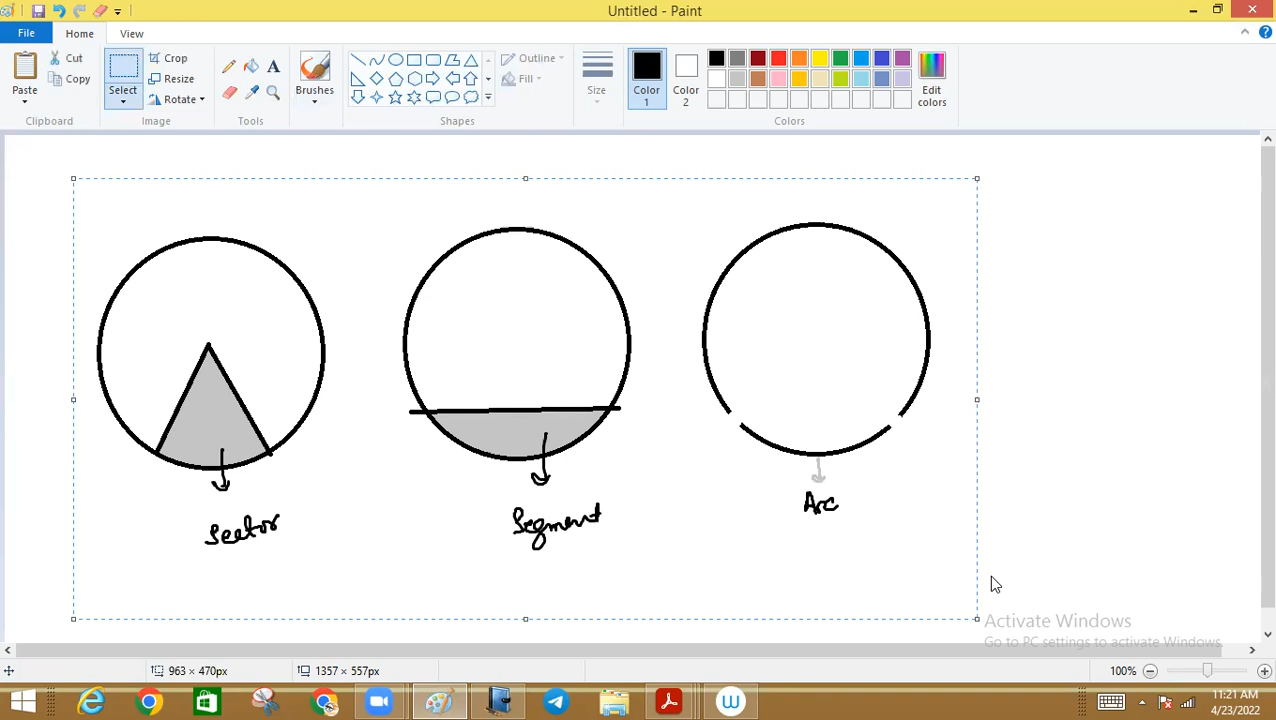 Untitled - Paint
File
Home
View
Paste
Cut
Copy
Clipboard
Select
Crop
Resize
Rotate
Image
A
Tools
Brushes
Outline
Fill
Shapes
Size
Color 1
Color 2
Edit colors
Colors
Sector
Segment
Arc
Activate Windows
Go to PC settings to activate Windows.
963 × 470px
1357 × 557px
100%
W
11:21 AM
4/23/2022